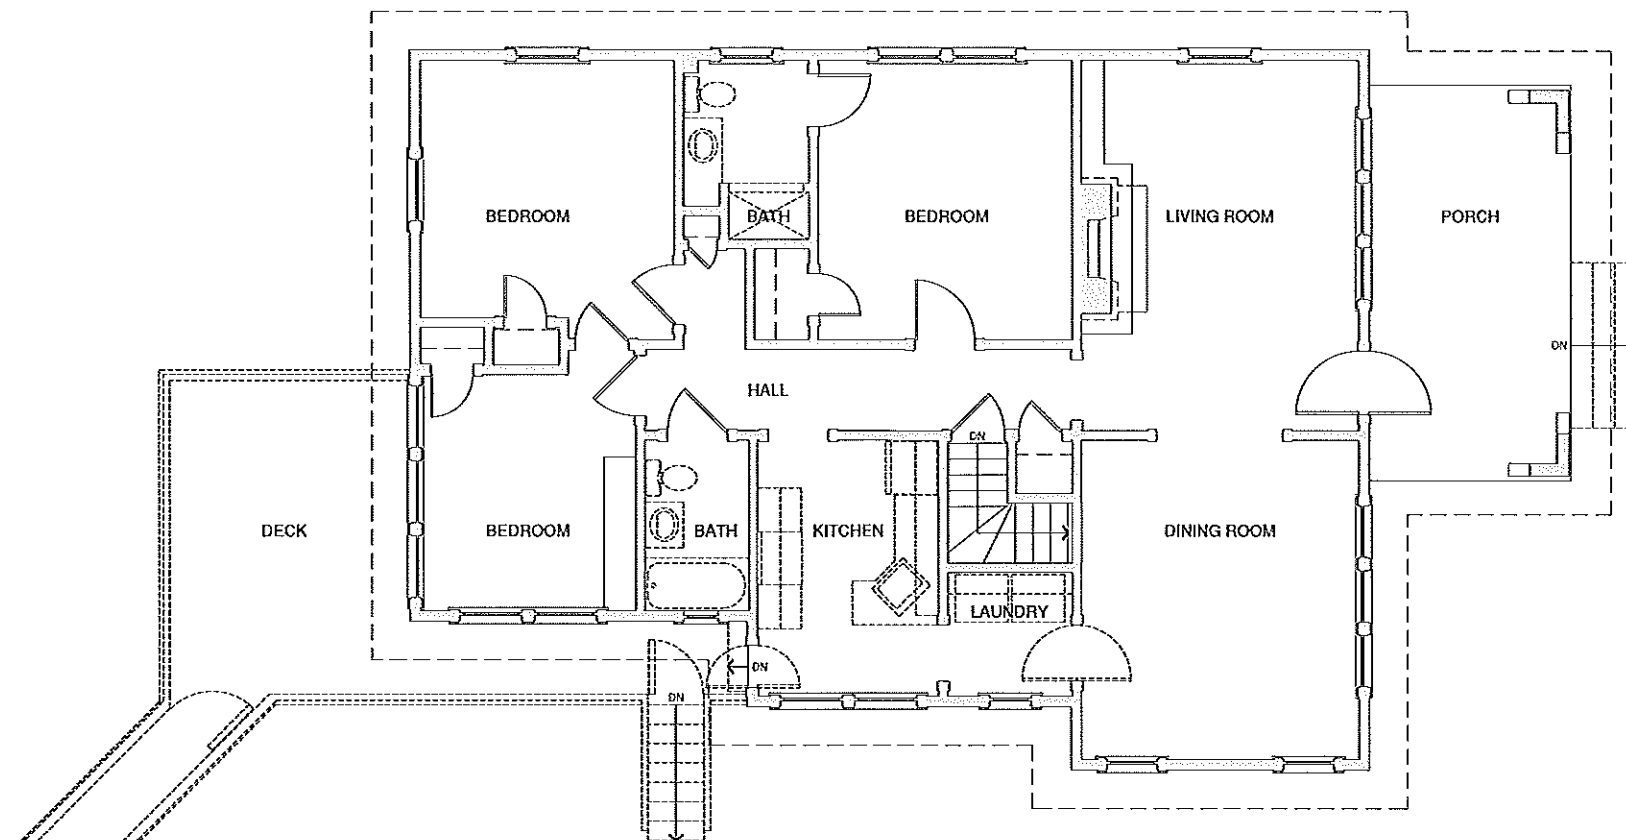 BEDROOM
BATH
BEDROOM
LIVING ROOM
PORCH
DN
HALL
DN
DECK
BEDROOM
BATH
KITCHEN
DINING ROOM
LAUNDRY
DN
DN